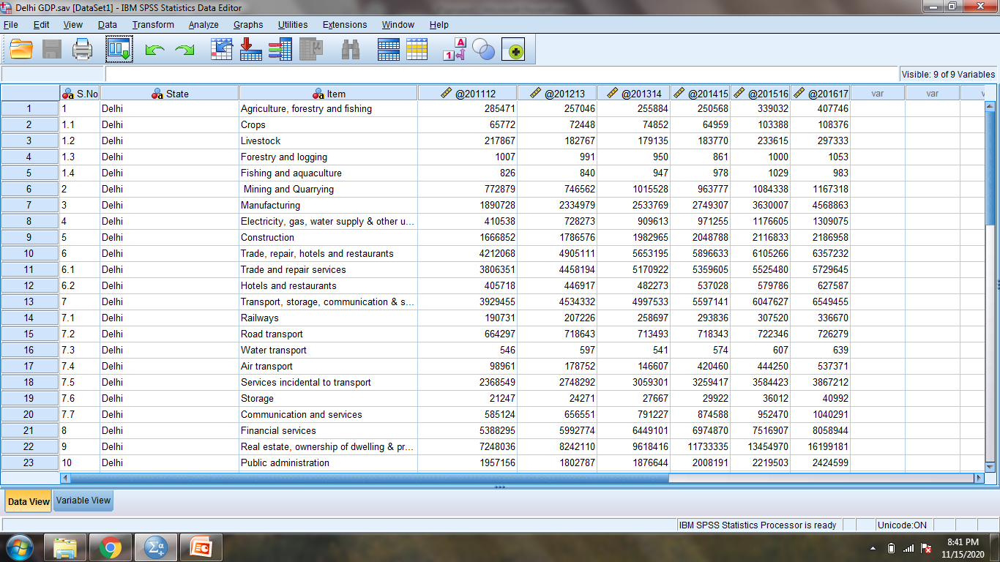 Delhi GDP.sav [DataSet1] - IBM SPSS Statistics Data Editor
File Edit View Data Transform Analyze Graphs Utilities Extensions Window Help
Visible: 9 of 9 Variables
S.No State Item @201112 @201213 @201314 @201415 @201516 @201617 var var v
1 1 Delhi Agriculture, forestry and fishing 285471 257046 255884 250568 339032 407746
2 1.1 Delhi Crops 65772 72448 74852 64959 103388 108376
3 1.2 Delhi Livestock 217867 182767 179135 183770 233615 297333
4 1.3 Delhi Forestry and logging 1007 991 950 861 1000 1053
5 1.4 Delhi Fishing and aquaculture 826 840 947 978 1029 983
6 2 Delhi Mining and Quarrying 772879 746562 1015528 963777 1084338 1167318
7 3 Delhi Manufacturing 1890728 2334979 2533769 2749307 3630007 4568863
8 4 Delhi Electricity, gas, water supply & other u... 410538 728273 909613 971255 1176605 1309075
9 5 Delhi Construction 1666852 1786576 1982965 2048788 2116833 2186958
10 6 Delhi Trade, repair, hotels and restaurants 4212068 4905111 5653195 5896633 6105266 6357232
11 6.1 Delhi Trade and repair services 3806351 4458194 5170922 5359605 5525480 5729645
12 6.2 Delhi Hotels and restaurants 405718 446917 482273 537028 579786 627587
13 7 Delhi Transport, storage, communication & s... 3929455 4534332 4997533 5597141 6047627 6549455
14 7.1 Delhi Railways 190731 207226 258697 293836 307520 336670
15 7.2 Delhi Road transport 664297 718643 713493 718343 722346 726279
16 7.3 Delhi Water transport 546 597 541 574 607 639
17 7.4 Delhi Air transport 98961 178752 146607 420460 444250 537371
18 7.5 Delhi Services incidental to transport 2368549 2748292 3059301 3259417 3584423 3867212
19 7.6 Delhi Storage 21247 24271 27667 29922 36012 40992
20 7.7 Delhi Communication and services 585124 656551 791227 874588 952470 1040291
21 8 Delhi Financial services 5388295 5992774 6449101 6974870 7516907 8058944
22 9 Delhi Real estate, ownership of dwelling & pr... 7248036 8242110 9618416 11733335 13454970 16199181
23 10 Delhi Public administration 1957156 1802787 1876644 2008191 2219503 2424599
Data View Variable View
IBM SPSS Statistics Processor is ready Unicode:ON
8:41 PM
11/15/2020